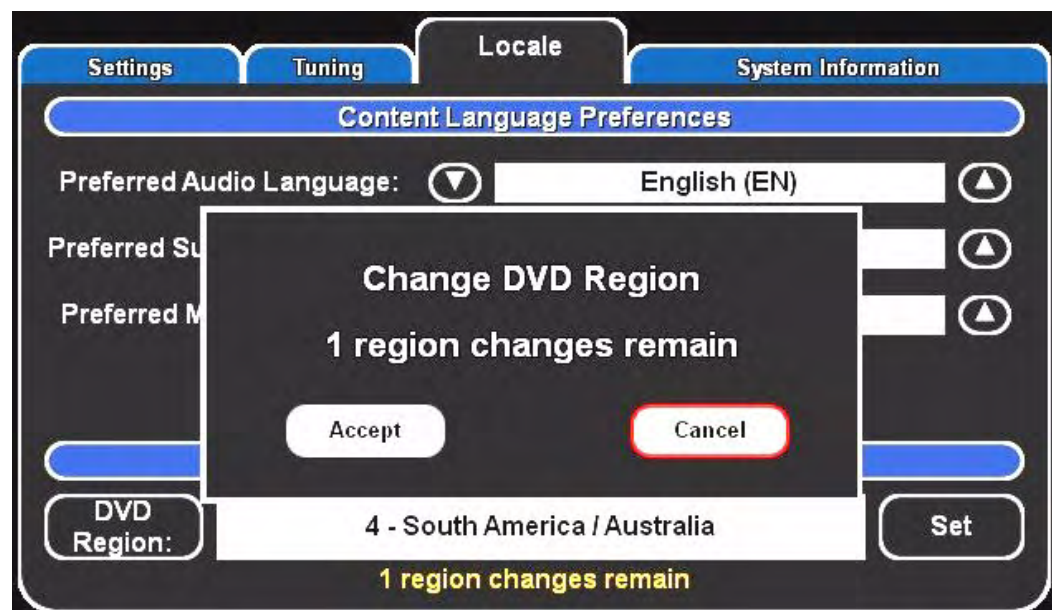 Settings
Tuning
Locale
System Information
Content Language Preferences
Preferred Audio Language:
English (EN)
Preferred Su
Preferred M
Change DVD Region
1 region changes remain
Accept
Cancel
DVD
Region:
4 - South America / Australia
Set
1 region changes remain